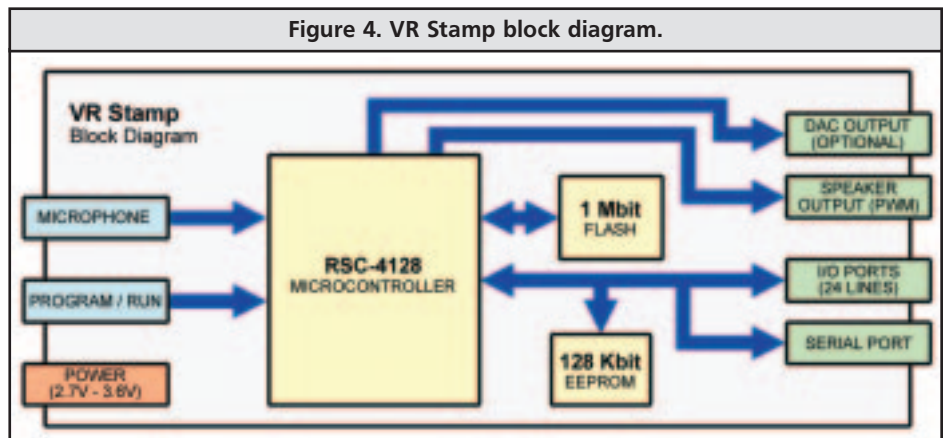 Figure 4. VR Stamp block diagram.
VR Stamp
Block Diagram
MICROPHONE
PROGRAM / RUN
POWER
(2.7V - 3.6V)
RSC-4128
MICROCONTROLLER
1 Mbit
FLASH
128 Kbit
EEPROM
DAC OUTPUT
(OPTIONAL)
SPEAKER
OUTPUT (PWM)
I/O PORTS
(24 LINES)
SERIAL PORT